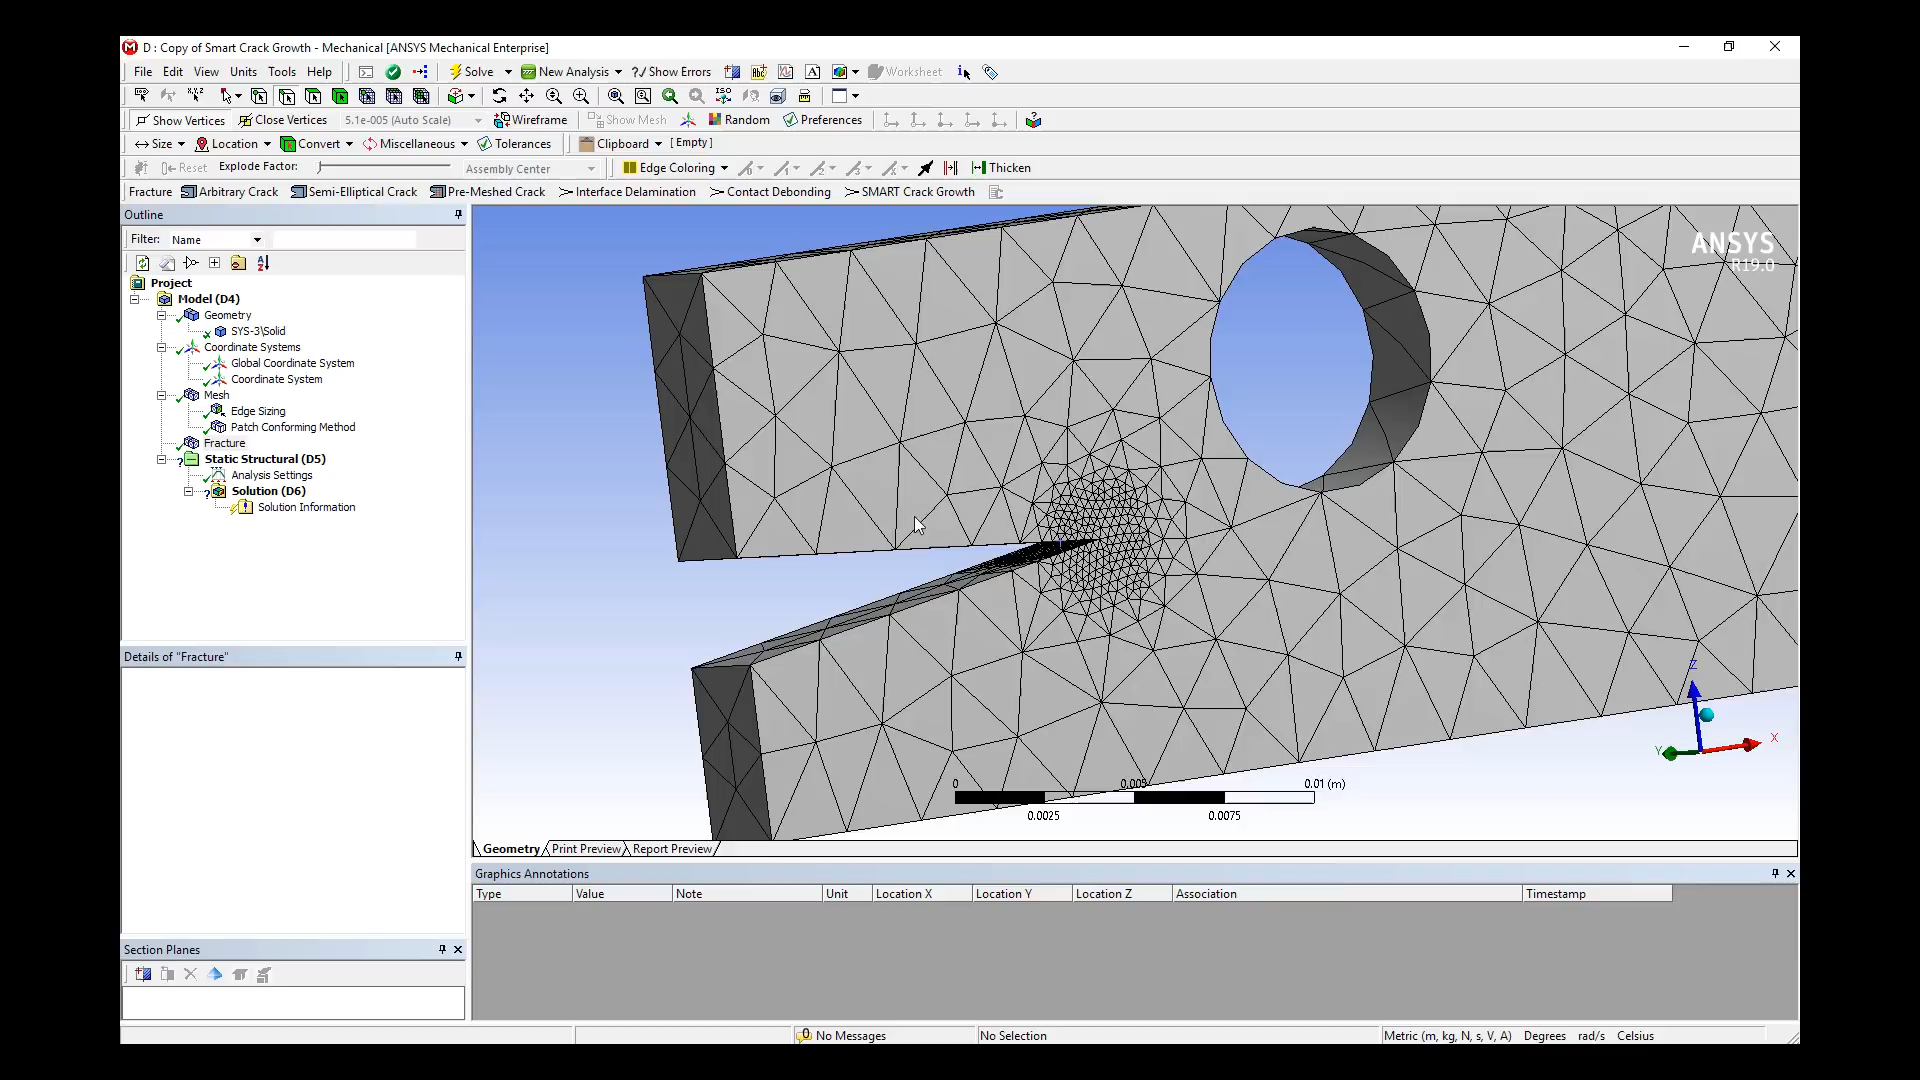 D : Copy of Smart Crack Growth - Mechanical [ANSYS Mechanical Enterprise]
File Edit View Units Tools Help Solve New Analysis ?/ Show Errors Worksheet
Show Vertices Close Vertices 5.1e-005 (Auto Scale) Wireframe Show Mesh Random Preferences
Size Location Convert Miscellaneous Tolerances Clipboard [ Empty ]
Reset Explode Factor: Assembly Center Edge Coloring Thicken
Fracture Arbitrary Crack Semi-Elliptical Crack Pre-Meshed Crack Interface Delamination Contact Debonding SMART Crack Growth
Outline
Filter: Name
Project
Model (D4)
Geometry
SYS-3\Solid
Coordinate Systems
Global Coordinate System
Coordinate System
Mesh
Edge Sizing
Patch Conforming Method
Fracture
Static Structural (D5)
Analysis Settings
Solution (D6)
Solution Information
Details of "Fracture"
Section Planes
ANSYS
R19.0
Z
X
Y
0 0.005 0.01 (m)
0.0025 0.0075
Geometry Print Preview Report Preview
Graphics Annotations
Type Value Note Unit Location X Location Y Location Z Association Timestamp
No Messages No Selection Metric (m, kg, N, s, V, A) Degrees rad/s Celsius